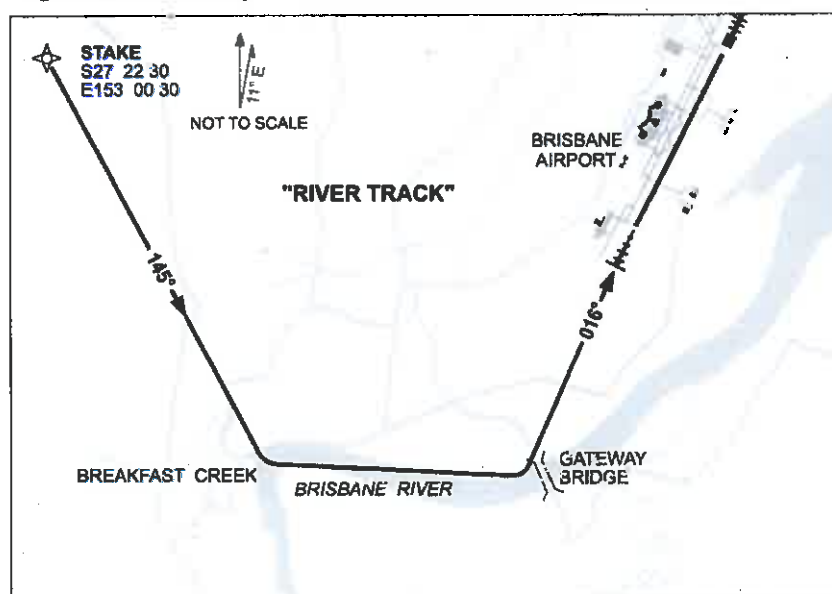 STAKE
S27 22 30
E153 00 30
11° E
NOT TO SCALE
BRISBANE
AIRPORT
"RIVER TRACK"
145°
016°
BREAKFAST CREEK
BRISBANE RIVER
GATEWAY
BRIDGE